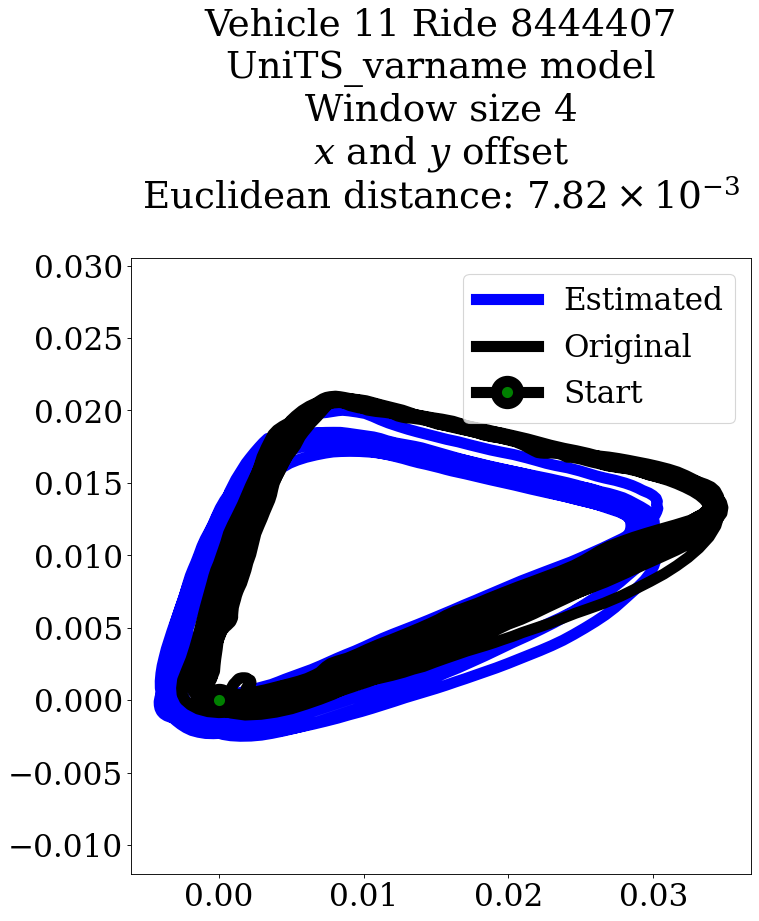 Vehicle 11 Ride 8444407
UniTS_varname model
Window size 4
x and y offset
Euclidean distance: 7.82 × 10⁻³
0.030
0.025
0.020
0.015
0.010
0.005
0.000
−0.005
−0.010
Estimated
Original
Start
0.00 0.01 0.02 0.03